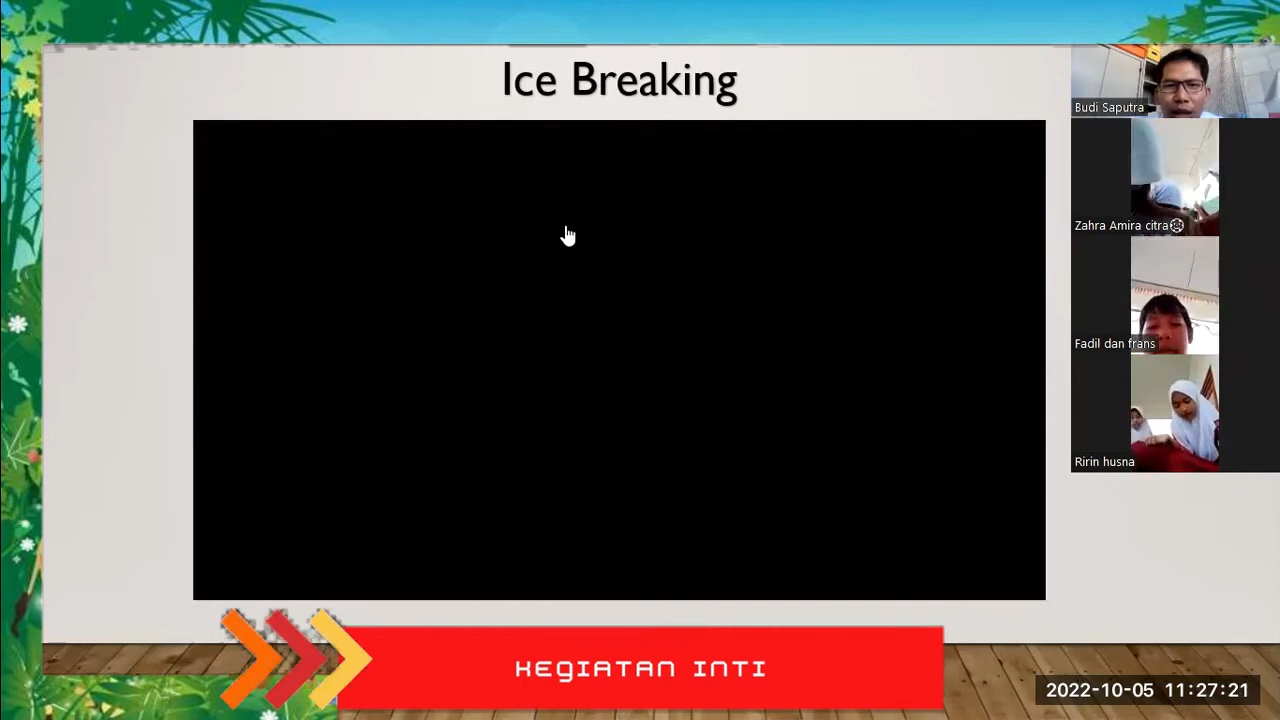 Ice Breaking
Budi Saputra
Zahra Amira citra
Fadil dan frans
Ririn husna
KEGIATAN INTI
2022-10-05 11:27:21